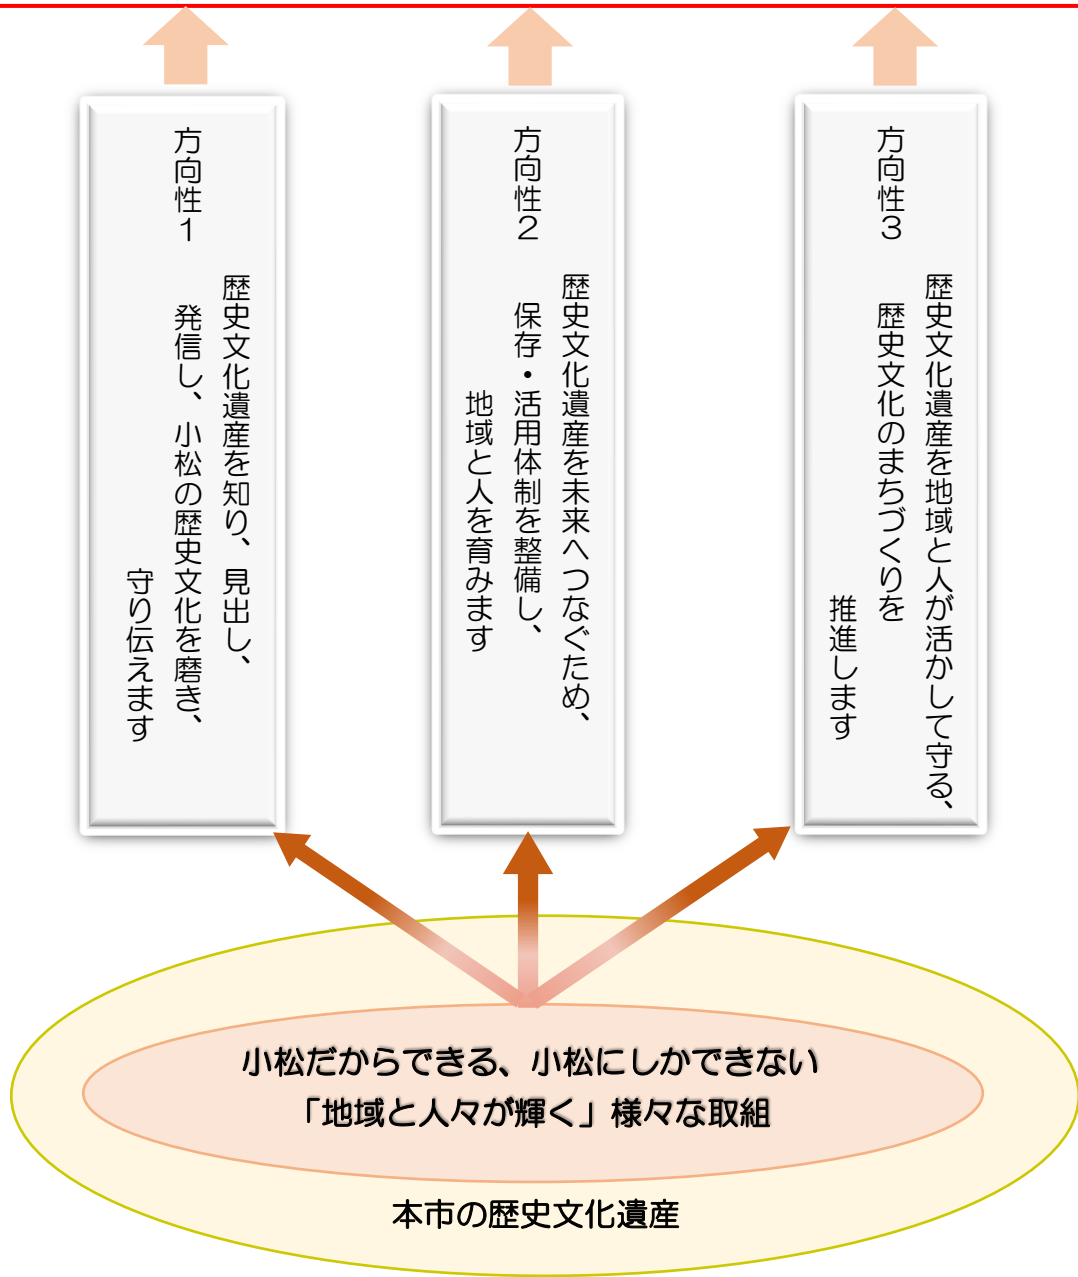 方向性1
歴史文化遺産を知り、見出し、
発信し、小松の歴史文化を磨き、
守り伝えます
方向性2
歴史文化遺産を未来へつなぐため、
保存・活用体制を整備し、
地域と人を育みます
方向性3
歴史文化遺産を地域と人が活かして守る、
歴史文化のまちづくりを
推進します
小松だからできる、小松にしかできない
「地域と人々が輝く」様々な取組
本市の歴史文化遺産